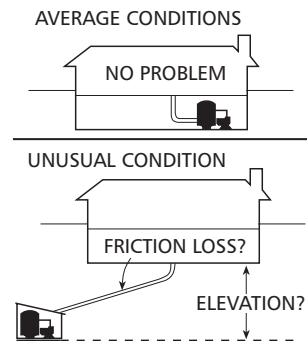 AVERAGE CONDITIONS
NO PROBLEM
UNUSUAL CONDITION
FRICTION LOSS?
ELEVATION?